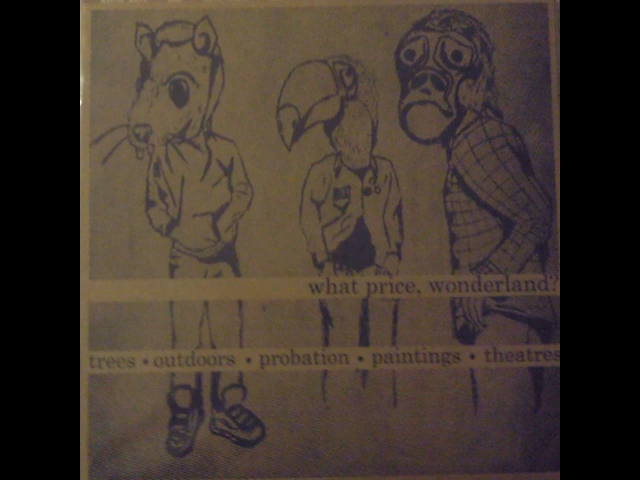 what price, wonderland?
trees • outdoors • probation • paintings • theatres